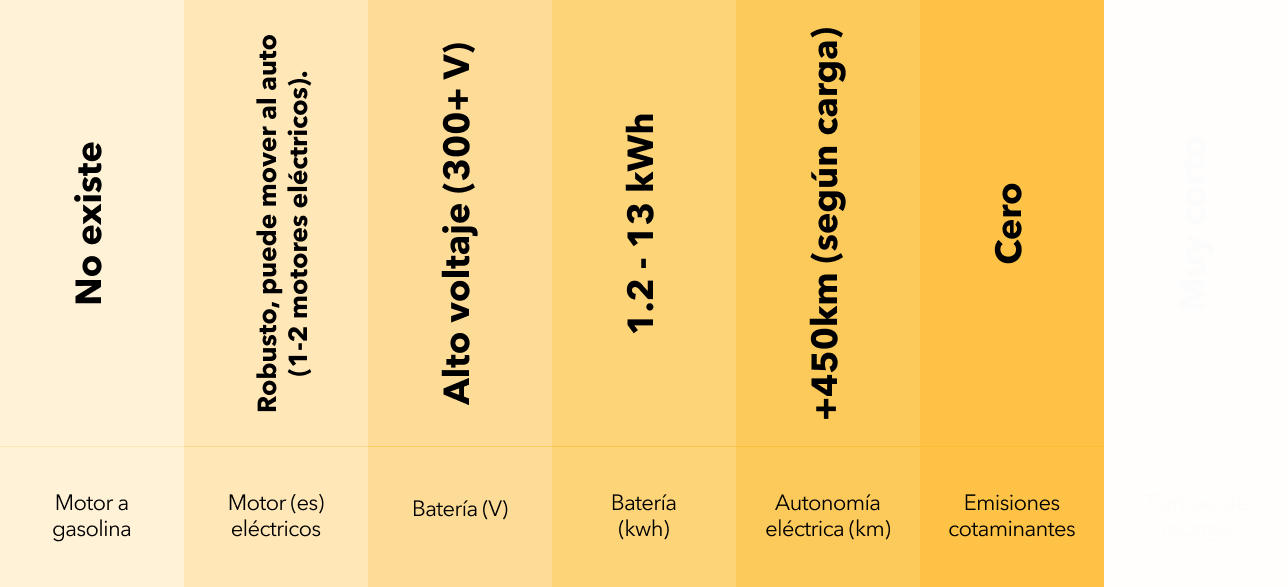 No existe
Robusto, puede mover al auto
(1-2 motores eléctricos).
Alto voltaje (300+ V)
1.2 - 13 kWh
+450km (según carga)
Cero
Muy corto
Motor a
gasolina
Motor (es)
eléctricos
Batería (V)
Batería
(kwh)
Autonomía
eléctrica (km)
Emisiones
cotaminantes